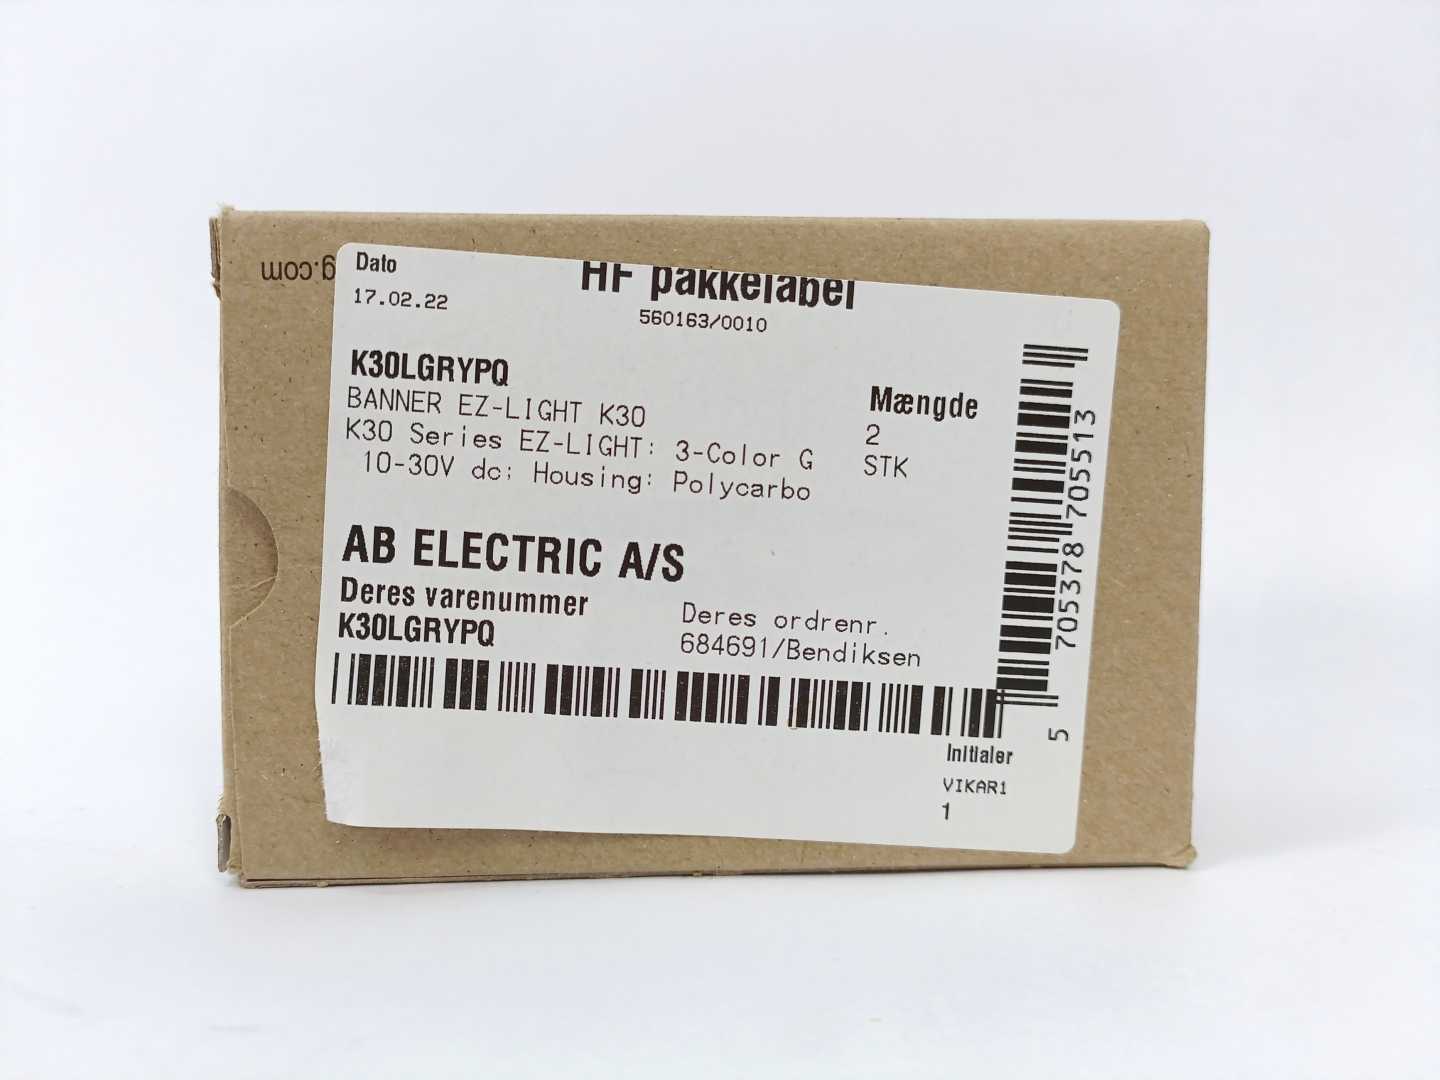 g.com
Dato
HF pakkelabel
17.02.22
560163/0010
K30LGRYPQ
BANNER EZ-LIGHT K30
Mængde
K30 Series EZ-LIGHT: 3-Color G
2
10-30V dc; Housing: Polycarbo
STK
AB ELECTRIC A/S
Deres varenummer
Deres ordrenr.
K30LGRYPQ
684691/Bendiksen
5 705378 705513
Initialer
VIKAR1
1